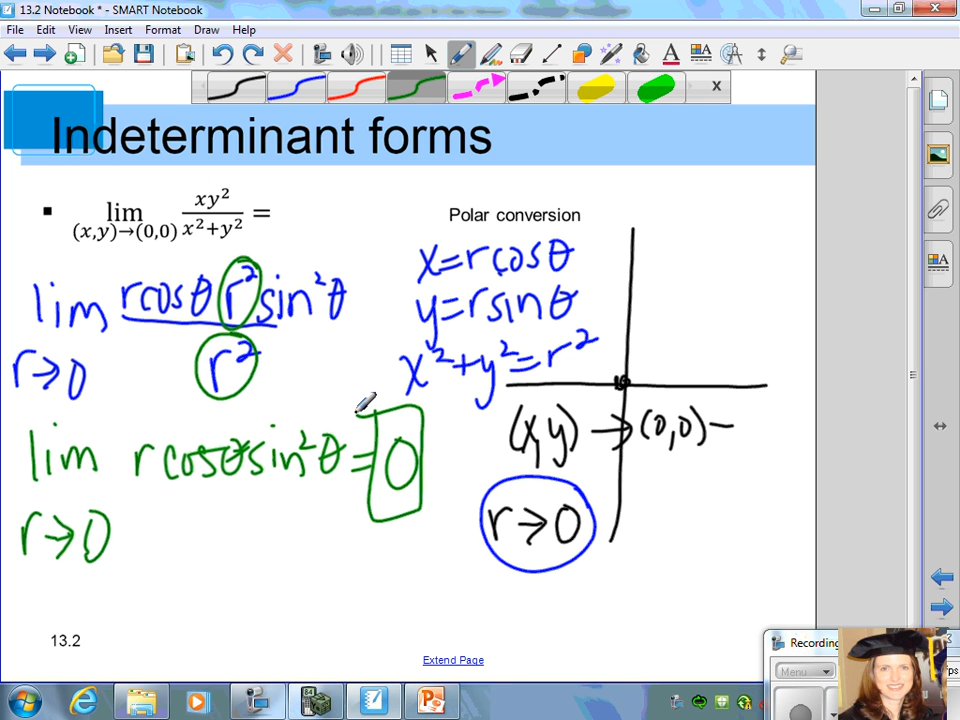 13.2 Notebook * - SMART Notebook
File Edit View Insert Format Draw Help
x
Indeterminant forms
▪ lim (x,y)→(0,0) xy²/x²+y² =
Polar conversion
x=rcosθ
y=rsinθ
x²+y²=r²
lim r→0 rcosθ r² sin²θ / r²
(x,y) → (0,0) –
lim r→0 r cosθ sin²θ = 0
r→0
13.2
Extend Page
Recording
Menu